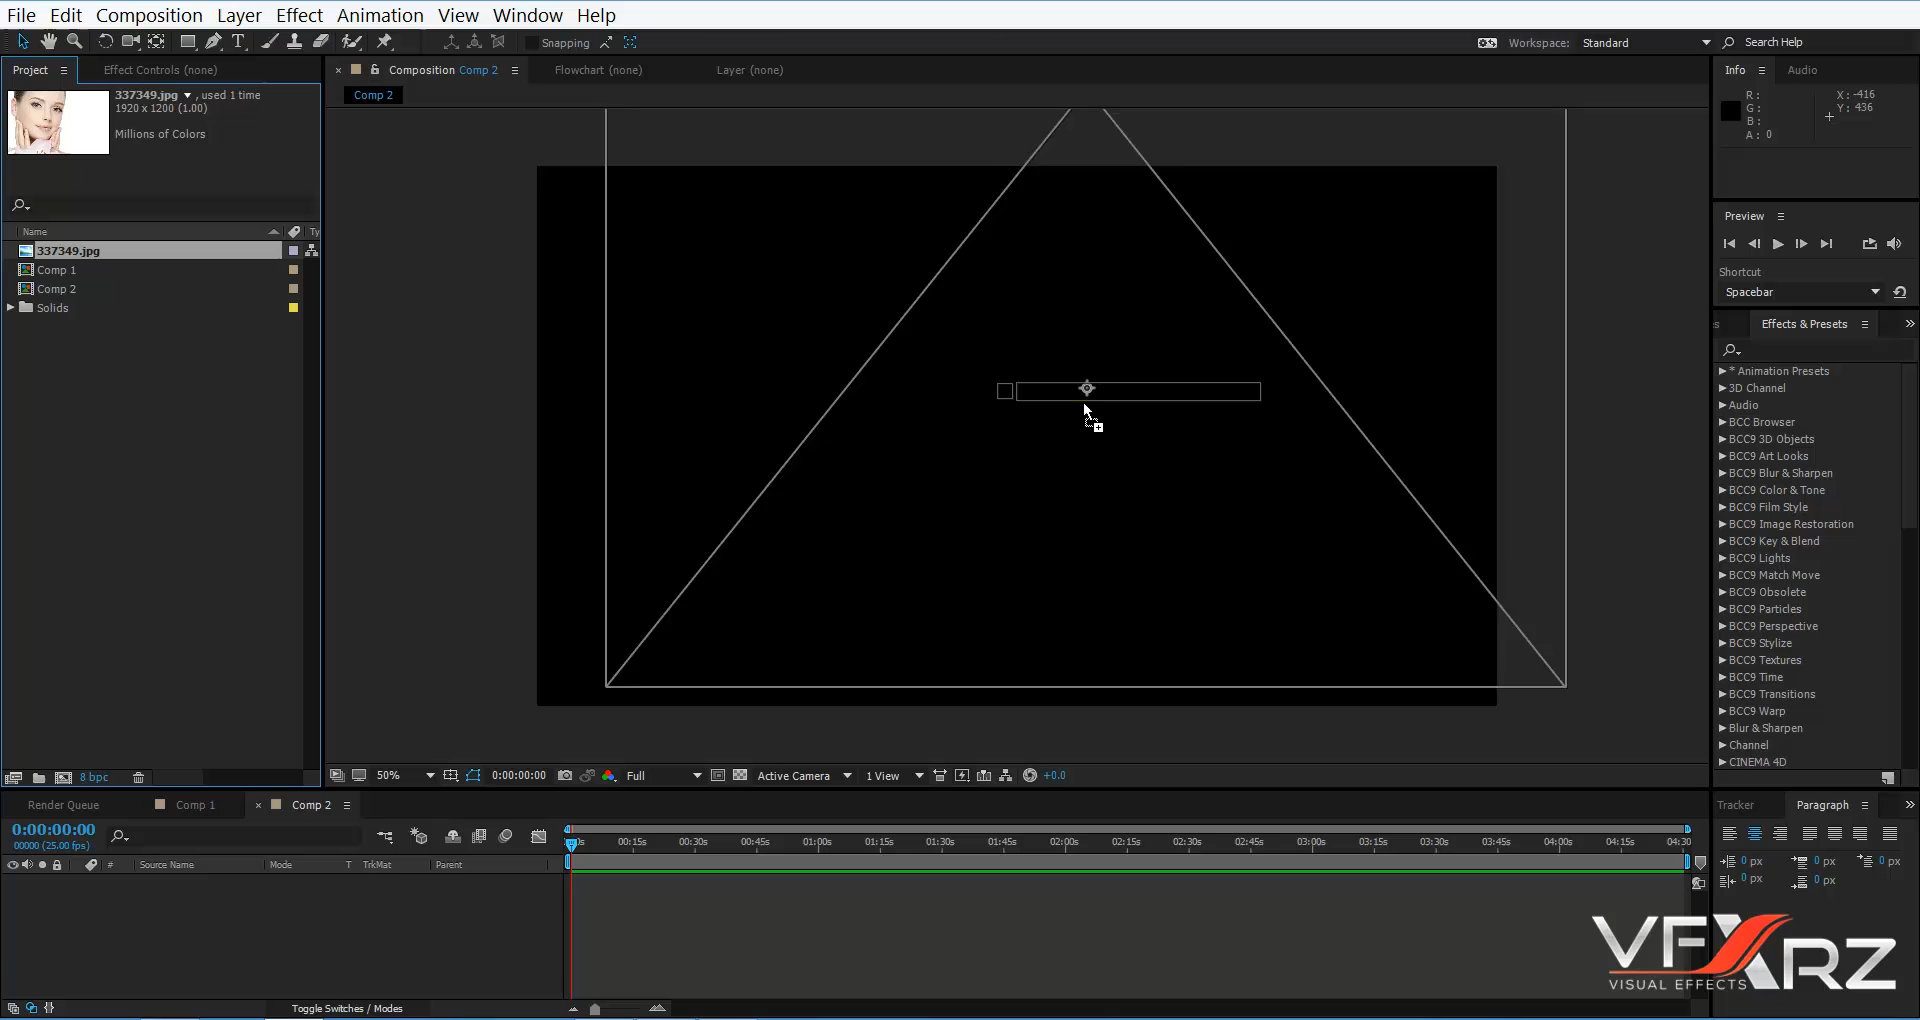 File Edit Composition Layer Effect Animation View Window Help
T Snapping Workspace: Standard Search Help
Project Effect Controls (none)
337349.jpg , used 1 time
1920 x 1200 (1.00)
Millions of Colors
Name Ty
337349.jpg
Comp 1
Comp 2
Solids
8 bpc
Composition Comp 2 Flowchart (none) Layer (none)
Comp 2
50% 0:00:00:00 Full Active Camera 1 View +0.0
Info Audio
R : X : -416
G : Y : 436
B :
A : 0
Preview
Shortcut
Spacebar
s Effects & Presets
* Animation Presets
3D Channel
Audio
BCC Browser
BCC9 3D Objects
BCC9 Art Looks
BCC9 Blur & Sharpen
BCC9 Color & Tone
BCC9 Film Style
BCC9 Image Restoration
BCC9 Key & Blend
BCC9 Lights
BCC9 Match Move
BCC9 Obsolete
BCC9 Particles
BCC9 Perspective
BCC9 Stylize
BCC9 Textures
BCC9 Time
BCC9 Transitions
BCC9 Warp
Blur & Sharpen
Channel
CINEMA 4D
Render Queue Comp 1 Comp 2
0:00:00:00
00000 (25.00 fps)
# Source Name Mode T TrkMat Parent
00:15s 00:30s 00:45s 01:00s 01:15s 01:30s 01:45s 02:00s 02:15s 02:30s 02:45s 03:00s 03:15s 03:30s 03:45s 04:00s 04:15s 04:30
Toggle Switches / Modes
Tracker Paragraph
0 px 0 px 0 px
0 px 0 px
VFXARZ
VISUAL EFFECTS